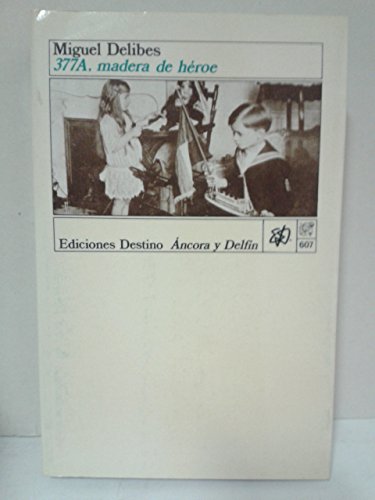 Miguel Delibes
377A. madera de héroe
Ediciones Destino Áncora y Delfín
607